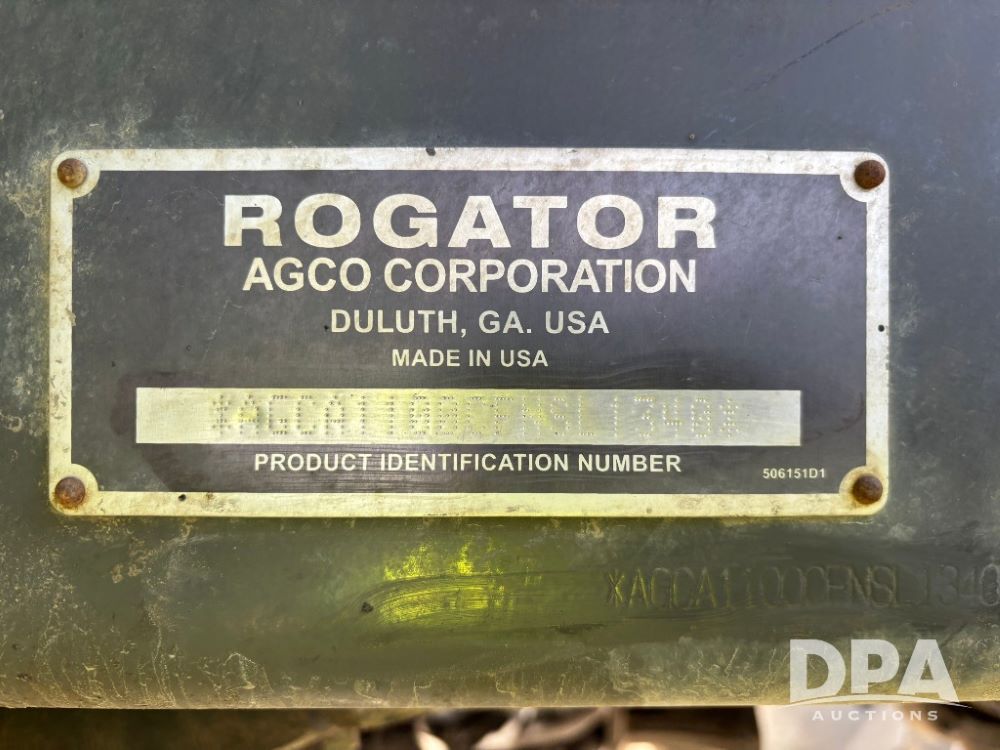 ROGATOR
AGCO CORPORATION
DULUTH, GA. USA
MADE IN USA
PRODUCT IDENTIFICATION NUMBER
506151D1
DPA
AUCTIONS